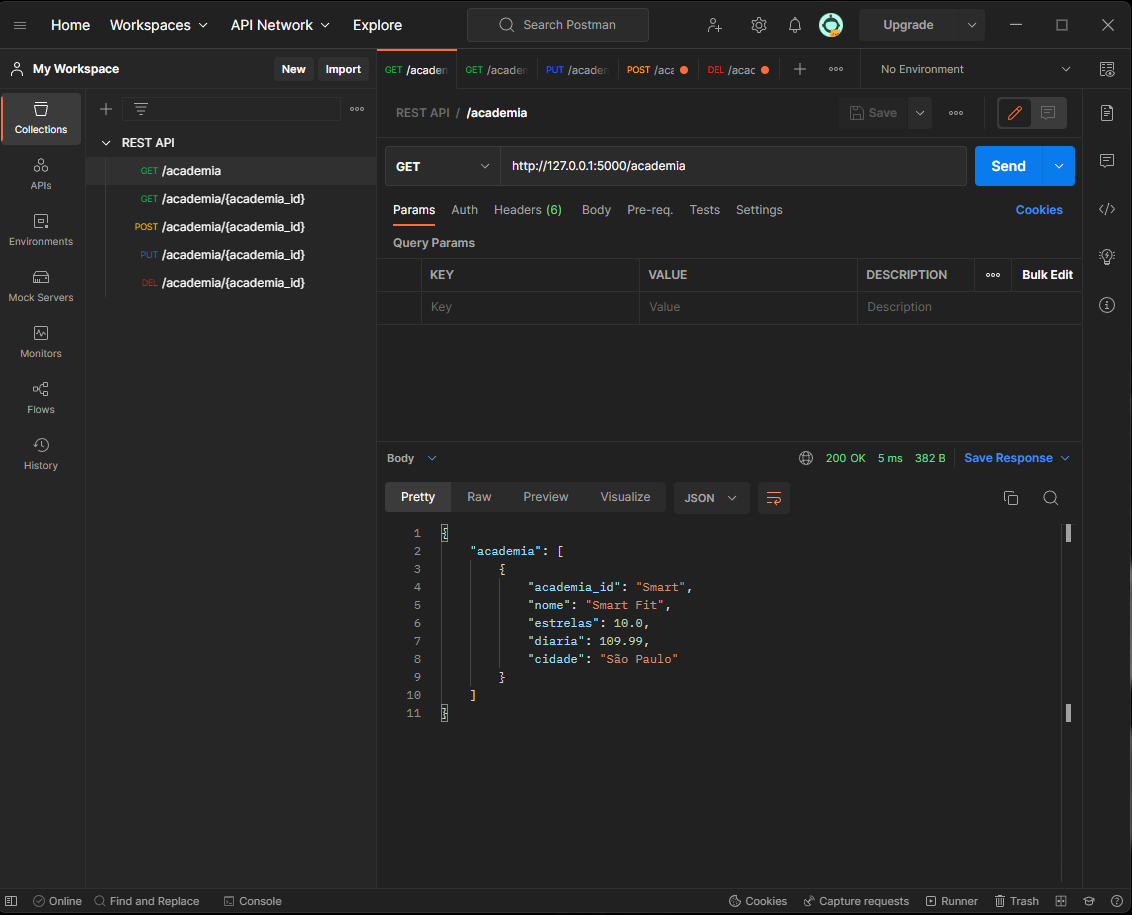 Home Workspaces API Network Explore Search Postman Upgrade
My Workspace New Import GET /academ GET /academ PUT /academ POST /aca DEL /acac No Environment
Collections
APIs
Environments
Mock Servers
Monitors
Flows
History
REST API
GET /academia
GET /academia/{academia_id}
POST /academia/{academia_id}
PUT /academia/{academia_id}
DEL /academia/{academia_id}
REST API / /academia Save
GET http://127.0.0.1:5000/academia Send
Params Auth Headers (6) Body Pre-req. Tests Settings Cookies
Query Params
KEY VALUE DESCRIPTION Bulk Edit
Key Value Description
Body 200 OK 5 ms 382 B Save Response
Pretty Raw Preview Visualize JSON
1 {
2 "academia": [
3 {
4 "academia_id": "Smart",
5 "nome": "Smart Fit",
6 "estrelas": 10.0,
7 "diaria": 109.99,
8 "cidade": "São Paulo"
9 }
10 ]
11 }
Online Find and Replace Console Cookies Capture requests Runner Trash